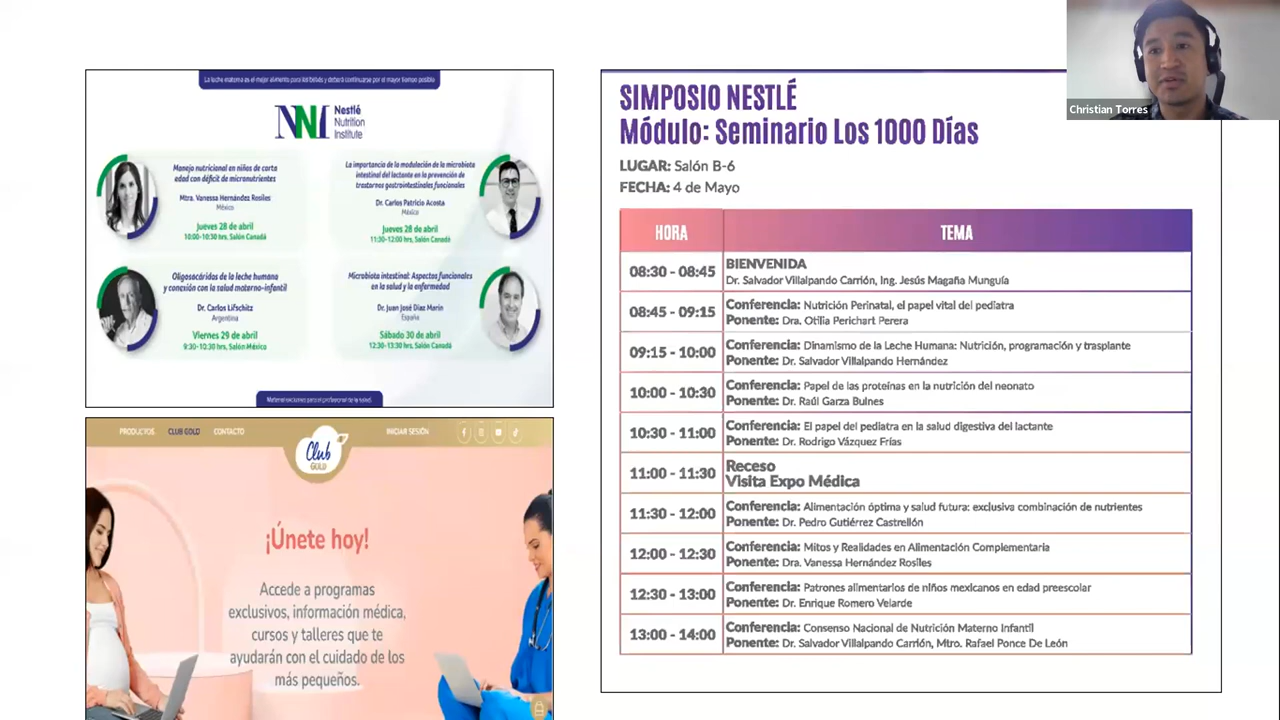 La leche materna es el mejor alimento para los bebés y deberá continuarse por el mayor tiempo posible
NNI
Nestlé
Nutrition
Institute
Manejo nutricional en niños de corta
edad con déficit de micronutrientes
Mtra. Vanessa Hernández Rosiles
México
Jueves 28 de abril
10:00-10:30 hrs, Salón Canadá
La importancia de la modulación de la microbiota
intestinal del lactante en la prevención de
trastornos gastrointestinales funcionales
Dr. Carlos Patricio Acosta
México
Jueves 28 de abril
11:30-12:00 hrs, Salón Canadá
Oligosacáridos de la leche humana
y conexión con la salud materno-infantil
Dr. Carlos Lifschitz
Argentina
Viernes 29 de abril
9:30-10:30 hrs, Salón México
Microbiota intestinal: Aspectos funcionales
en la salud y la enfermedad
Dr. Juan José Díaz Marín
España
Sábado 30 de abril
12:30-13:30 hrs, Salón Canadá
Material exclusivo para el profesional de la salud.
PRODUCTOS CLUB GOLD CONTACTO
Club
GOLD
INICIAR SESIÓN
¡Únete hoy!
Accede a programas
exclusivos, información médica,
cursos y talleres que te
ayudarán con el cuidado de los
más pequeños.
SIMPOSIO NESTLÉ
Módulo: Seminario Los 1000 Días
LUGAR: Salón B-6
FECHA: 4 de Mayo
HORA TEMA
08:30 - 08:45 BIENVENIDA
Dr. Salvador Villalpando Carrión, Ing. Jesús Magaña Munguía
08:45 - 09:15 Conferencia: Nutrición Perinatal, el papel vital del pediatra
Ponente: Dra. Otilia Perichart Perera
09:15 - 10:00 Conferencia: Dinamismo de la Leche Humana: Nutrición, programación y trasplante
Ponente: Dr. Salvador Villalpando Hernández
10:00 - 10:30 Conferencia: Papel de las proteínas en la nutrición del neonato
Ponente: Dr. Raúl Garza Bulnes
10:30 - 11:00 Conferencia: El papel del pediatra en la salud digestiva del lactante
Ponente: Dr. Rodrigo Vázquez Frías
11:00 - 11:30 Receso
Visita Expo Médica
11:30 - 12:00 Conferencia: Alimentación óptima y salud futura: exclusiva combinación de nutrientes
Ponente: Dr. Pedro Gutiérrez Castrellón
12:00 - 12:30 Conferencia: Mitos y Realidades en Alimentación Complementaria
Ponente: Dra. Vanessa Hernández Rosiles
12:30 - 13:00 Conferencia: Patrones alimentarios de niños mexicanos en edad preescolar
Ponente: Dr. Enrique Romero Velarde
13:00 - 14:00 Conferencia: Consenso Nacional de Nutrición Materno Infantil
Ponente: Dr. Salvador Villalpando Carrión, Mtro. Rafael Ponce De León
Christian Torres